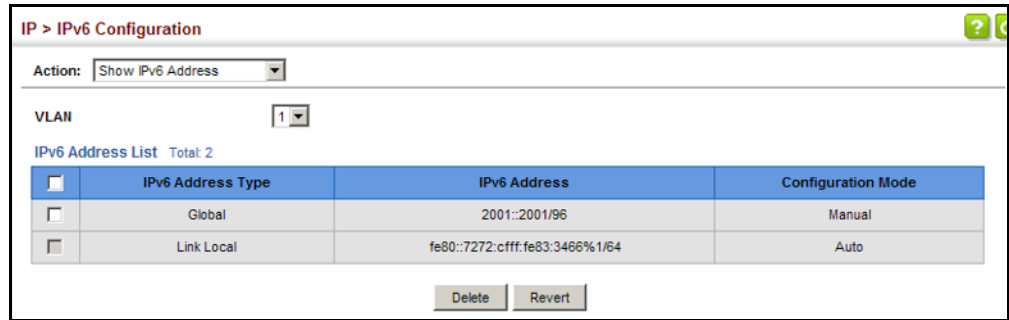 IP > IPv6 Configuration
?
Action: Show IPv6 Address
VLAN 1
IPv6 Address List Total: 2
IPv6 Address Type IPv6 Address Configuration Mode
Global 2001::2001/96 Manual
Link Local fe80::7272:cfff:fe83:3466%1/64 Auto
Delete Revert